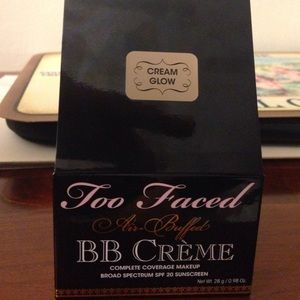 CREAM
GLOW
Too Faced
Air-Buffed
BB CRÈME
COMPLETE COVERAGE MAKEUP
BROAD SPECTRUM SPF 20 SUNSCREEN
Net Wt. 28 g / 0.98 Oz.